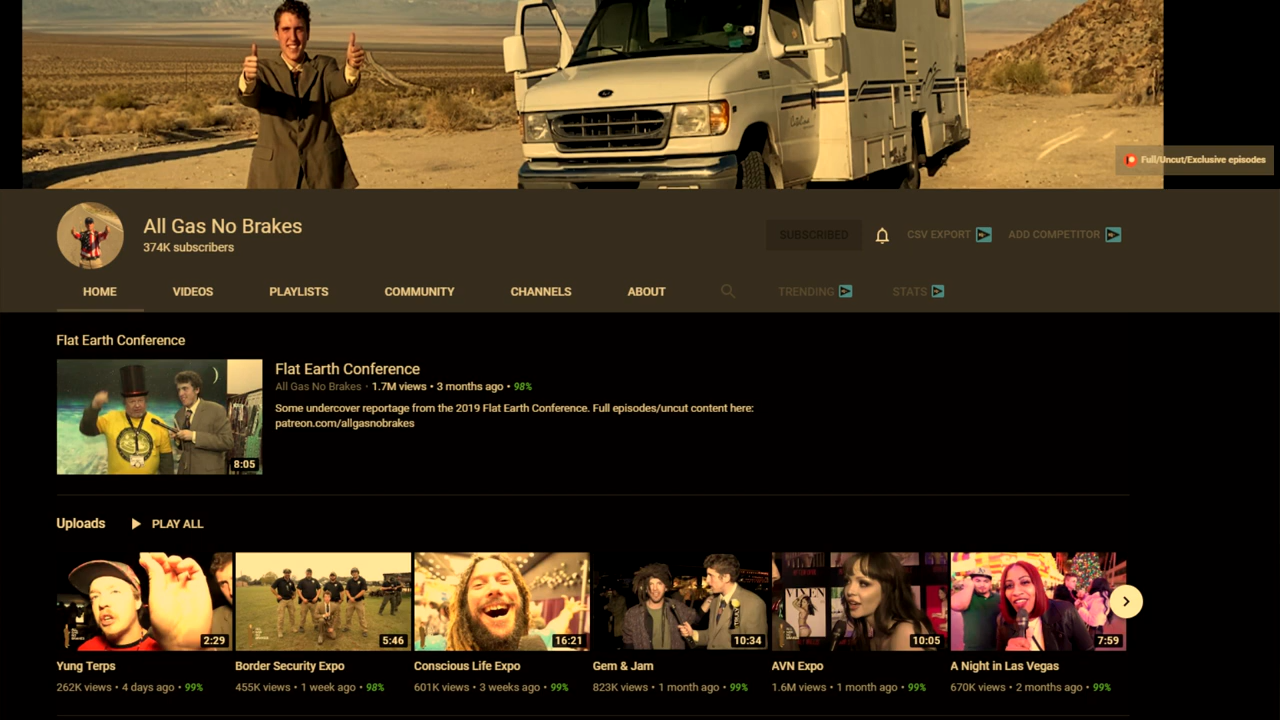 Full/Uncut/Exclusive episodes
All Gas No Brakes
374K subscribers
SUBSCRIBED
CSV EXPORT
ADD COMPETITOR
HOME VIDEOS PLAYLISTS COMMUNITY CHANNELS ABOUT TRENDING STATS
Flat Earth Conference
8:05
Flat Earth Conference
All Gas No Brakes • 1.7M views • 3 months ago • 98%
Some undercover reportage from the 2019 Flat Earth Conference. Full episodes/uncut content here:
patreon.com/allgasnobrakes
Uploads PLAY ALL
2:29 5:46 16:21 10:34 10:05 7:59
Yung Terps Border Security Expo Conscious Life Expo Gem & Jam AVN Expo A Night in Las Vegas
262K views • 4 days ago • 99% 455K views • 1 week ago • 98% 601K views • 3 weeks ago • 99% 823K views • 1 month ago • 99% 1.6M views • 1 month ago • 99% 670K views • 2 months ago • 99%